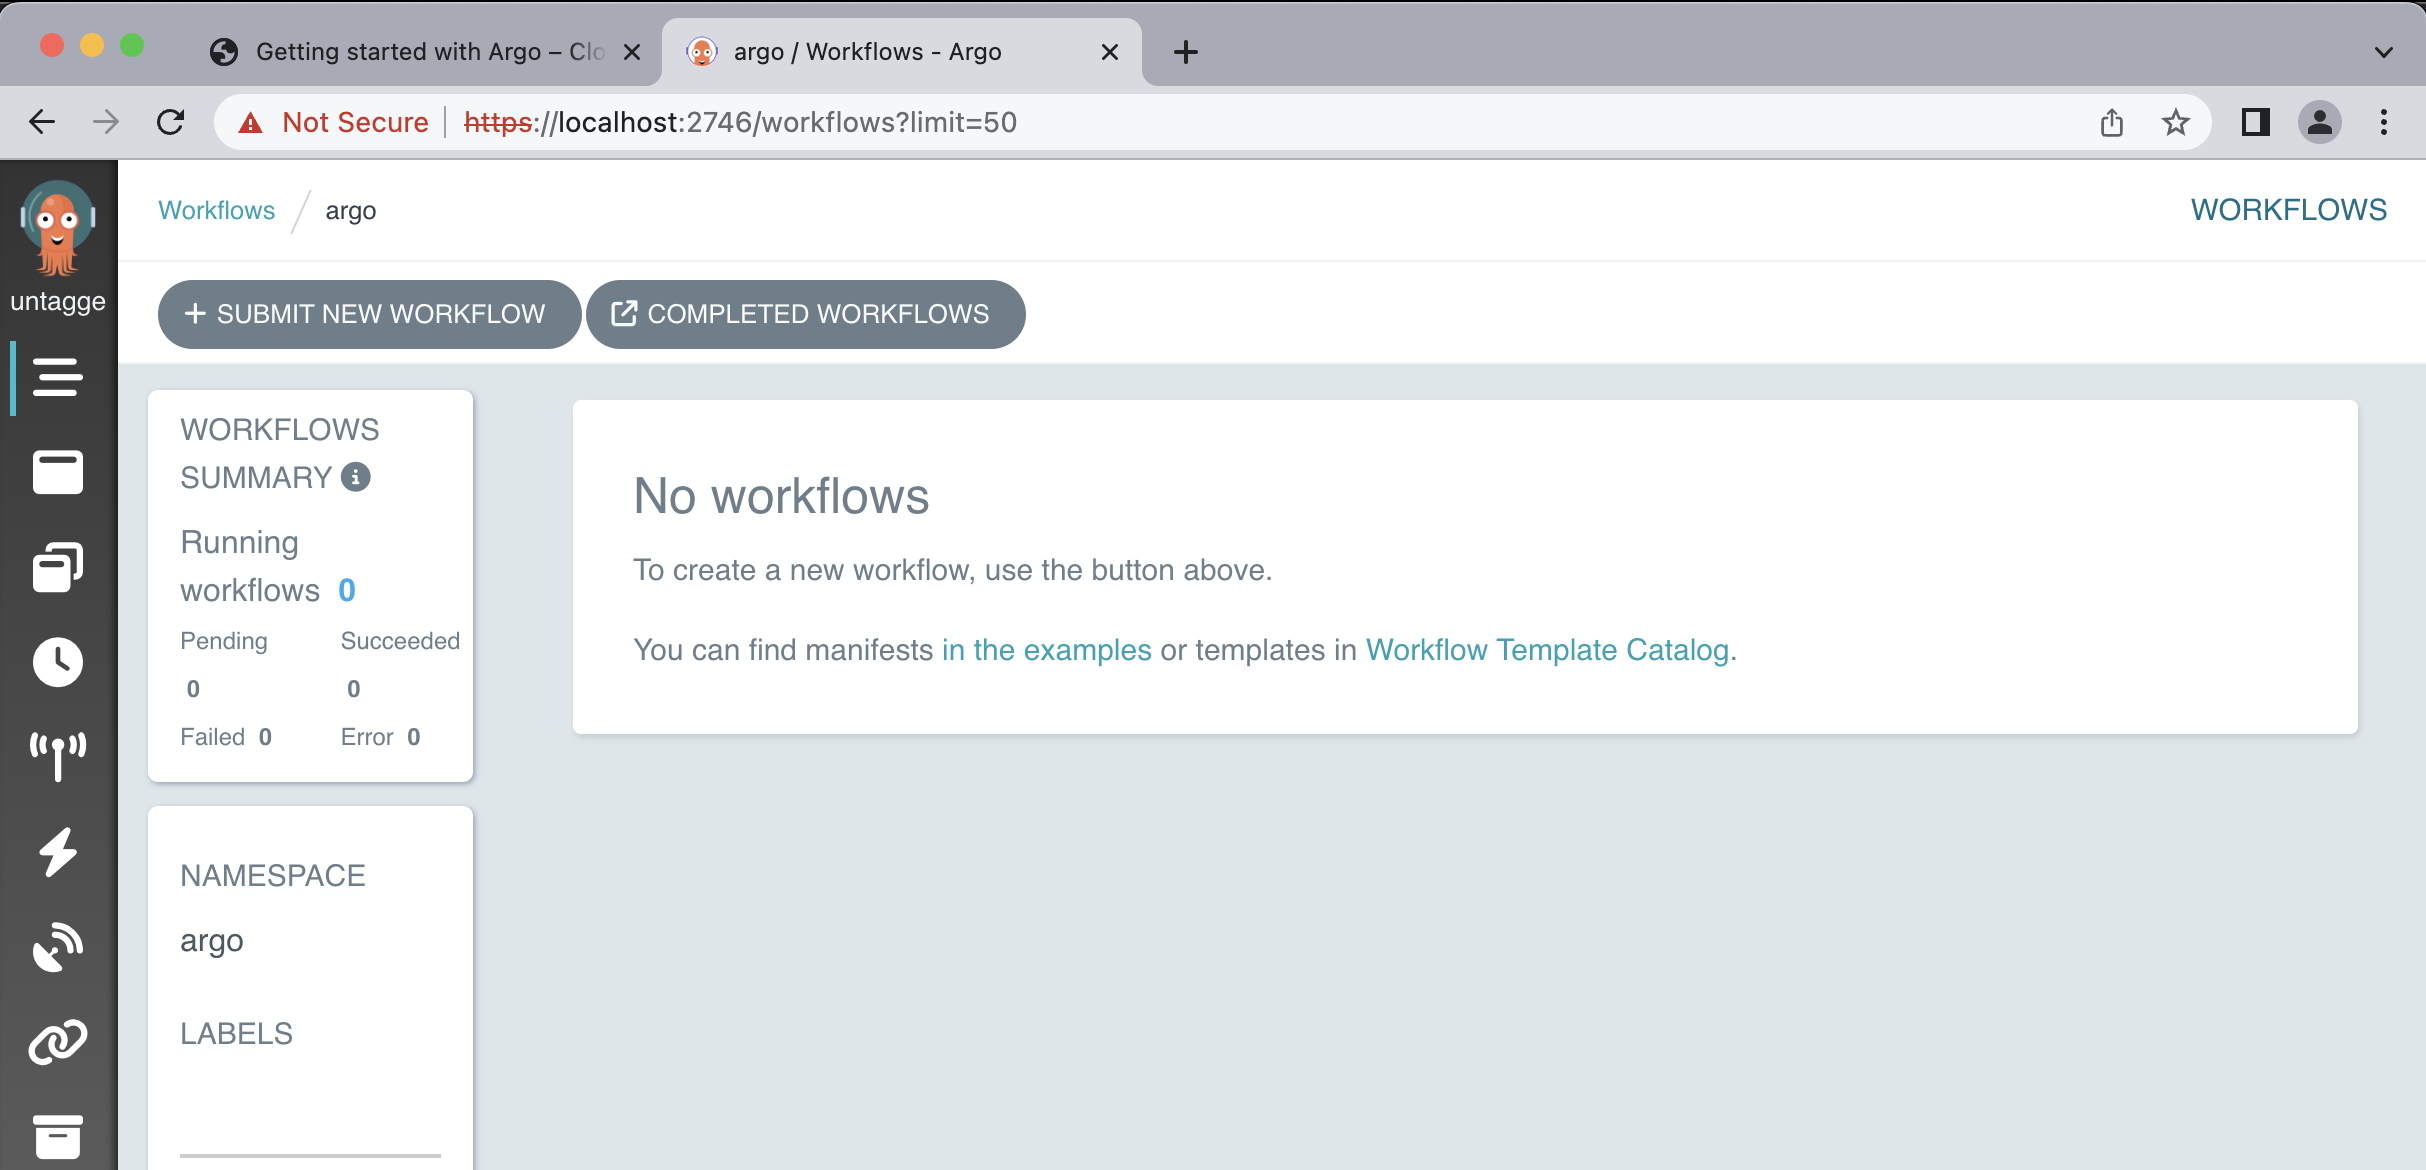 Getting started with Argo – Clo
argo / Workflows - Argo
Not Secure https://localhost:2746/workflows?limit=50
untagge
Workflows / argo
WORKFLOWS
+ SUBMIT NEW WORKFLOW
COMPLETED WORKFLOWS
WORKFLOWS
SUMMARY
Running
workflows 0
Pending Succeeded
0 0
Failed 0 Error 0
NAMESPACE
argo
LABELS
No workflows
To create a new workflow, use the button above.
You can find manifests in the examples or templates in Workflow Template Catalog.